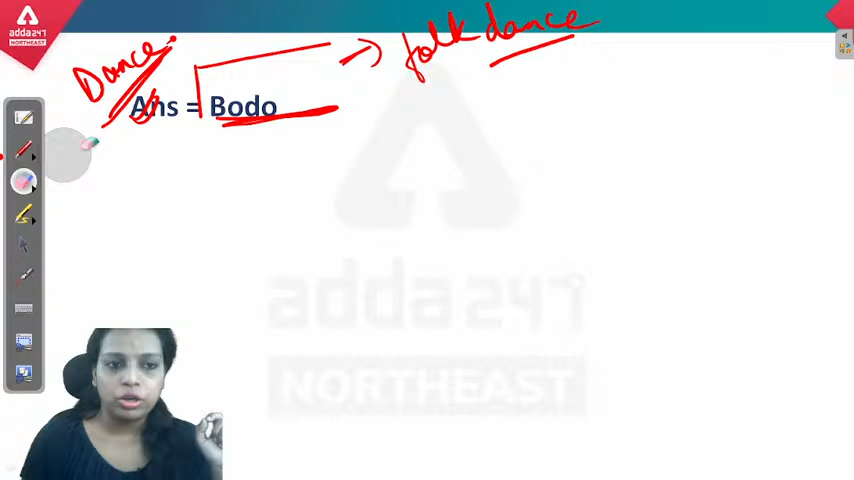 adda247
NORTHEAST
folk dance
Dance
Ans = Bodo
adda247
NORTHEAST